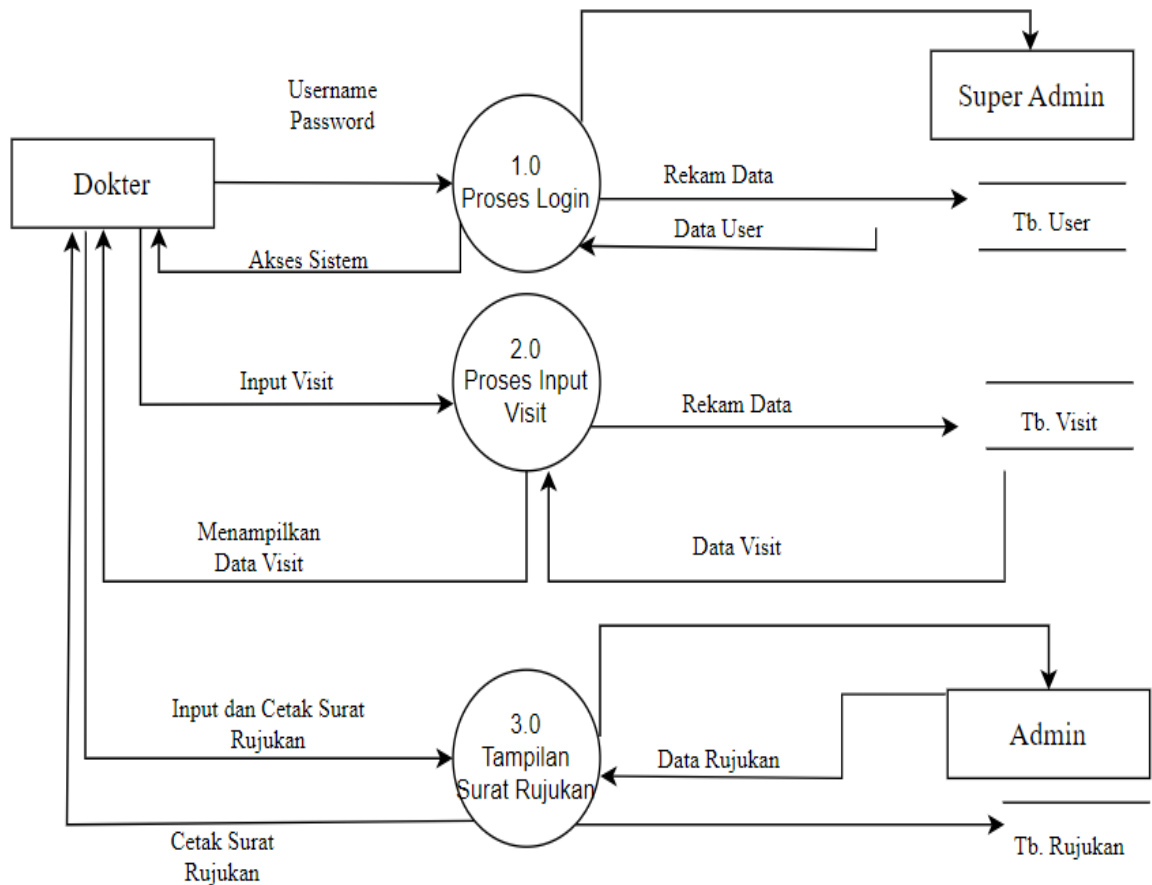 Username
Password
Super Admin
Dokter
1.0
Proses Login
Rekam Data
Tb. User
Data User
Akses Sistem
2.0
Proses Input
Visit
Input Visit
Rekam Data
Tb. Visit
Menampilkan
Data Visit
Data Visit
Input dan Cetak Surat
Rujukan
3.0
Tampilan
Surat Rujukan
Data Rujukan
Admin
Tb. Rujukan
Cetak Surat
Rujukan